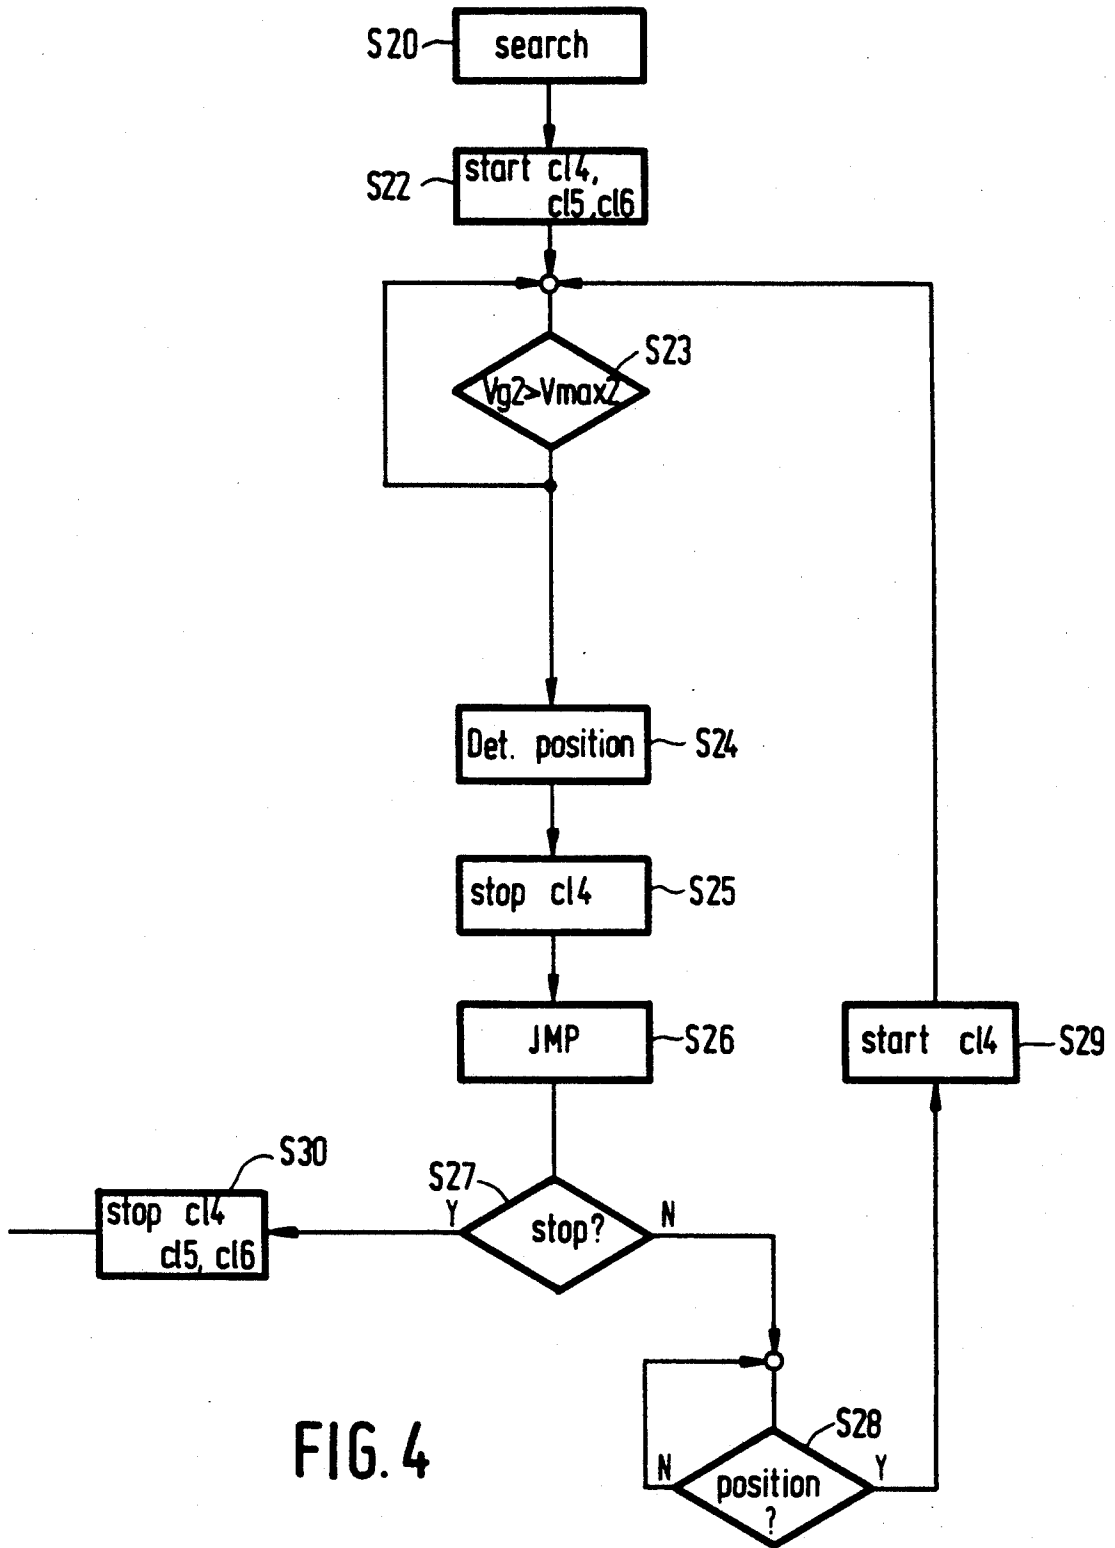 S20
search
S22
start cl4,
cl5,cl6
S23
Vg2>Vmax2
Det. position
S24
stop cl4
S25
JMP
S26
start cl4
S29
S30
stop cl4
cl5, cl6
S27
Y
stop?
N
S28
N
position
?
Y
FIG. 4